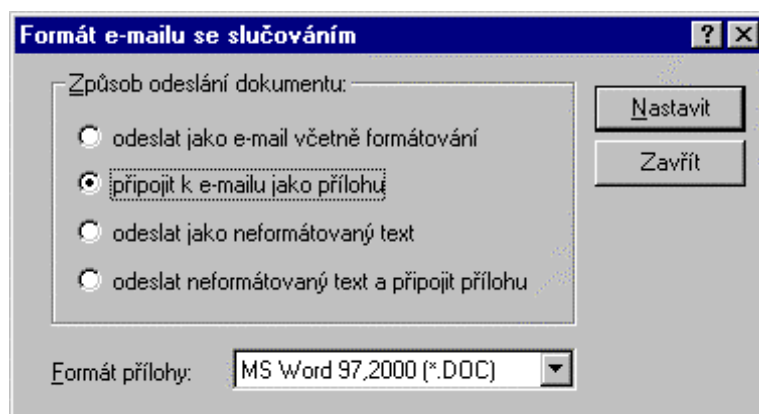 Formát e-mailu se slučováním
Způsob odeslání dokumentu:
odeslat jako e-mail včetně formátování
připojit k e-mailu jako přílohu
odeslat jako neformátovaný text
odeslat neformátovaný text a připojit přílohu
Nastavit
Zavřít
Formát přílohy: MS Word 97,2000 (*.DOC)